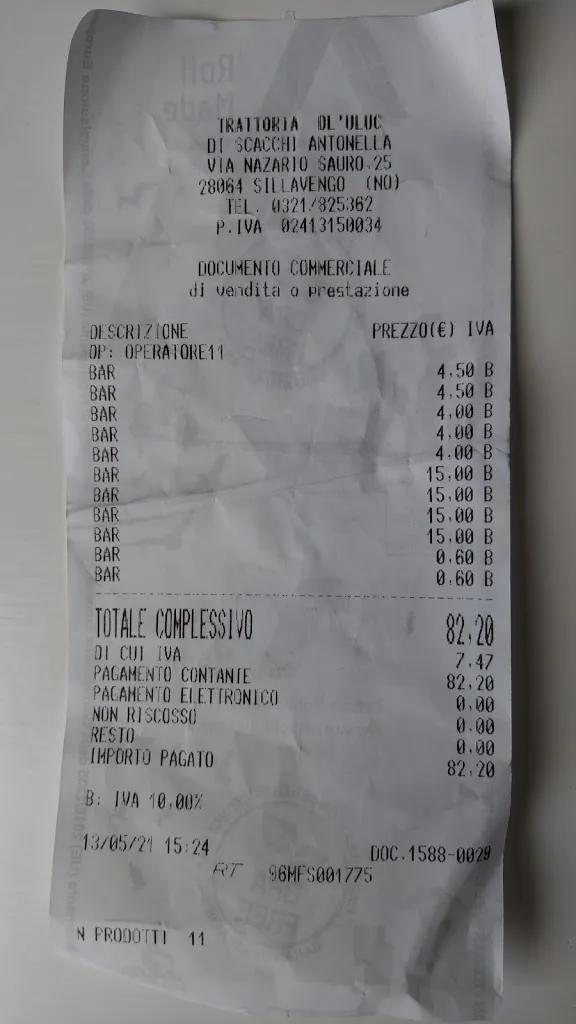 TRATTORIA DL'ULUC
DI SCACCHI ANTONELLA
VIA NAZARIO SAURO,25
28064 SILLAVENGO (NO)
TEL. 0321/825362
P.IVA 02413150034
DOCUMENTO COMMERCIALE
di vendita o prestazione
DESCRIZIONE PREZZO(€) IVA
OP: OPERATORE11
BAR 4,50 B
BAR 4,50 B
BAR 4,00 B
BAR 4,00 B
BAR 4,00 B
BAR 15,00 B
BAR 15,00 B
BAR 15,00 B
BAR 15,00 B
BAR 0,60 B
BAR 0,60 B
TOTALE COMPLESSIVO 82,20
DI CUI IVA 7,47
PAGAMENTO CONTANTE 82,20
PAGAMENTO ELETTRONICO 0,00
NON RISCOSSO 0,00
RESTO 0,00
IMPORTO PAGATO 82,20
B: IVA 10,00%
13/05/21 15:24 DOC.1588-0029
RT 96MFS001775
N PRODOTTI 11